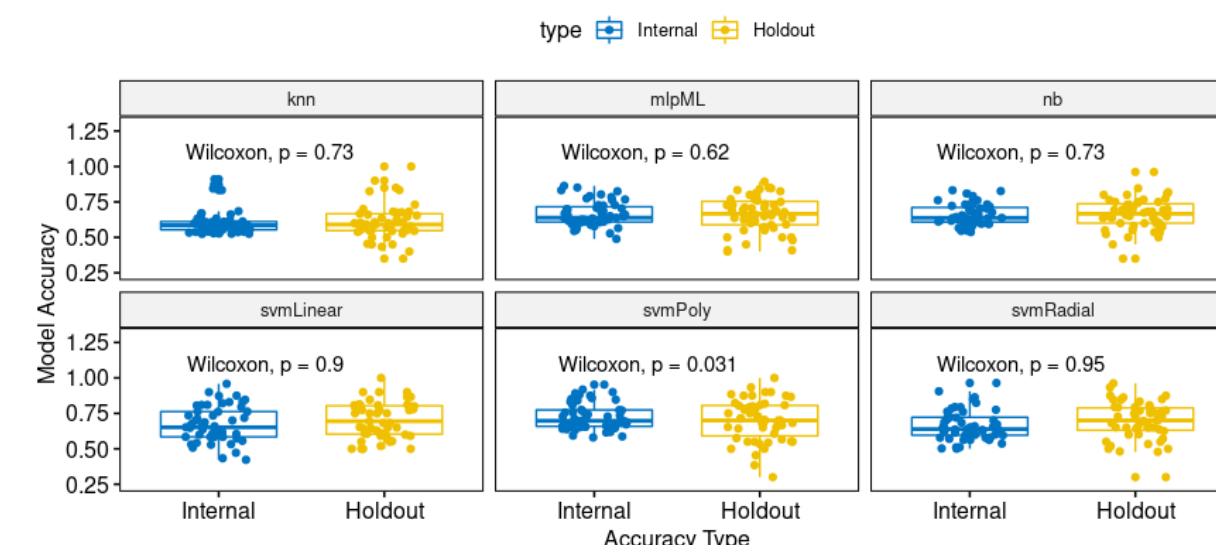 type Internal Holdout
knn mlpML nb
1.25
Wilcoxon, p = 0.73 Wilcoxon, p = 0.62 Wilcoxon, p = 0.73
1.00
0.75
0.50
0.25
Model Accuracy
svmLinear svmPoly svmRadial
1.25
Wilcoxon, p = 0.9 Wilcoxon, p = 0.031 Wilcoxon, p = 0.95
1.00
0.75
0.50
0.25
Internal Holdout Internal Holdout Internal Holdout
Accuracy Type